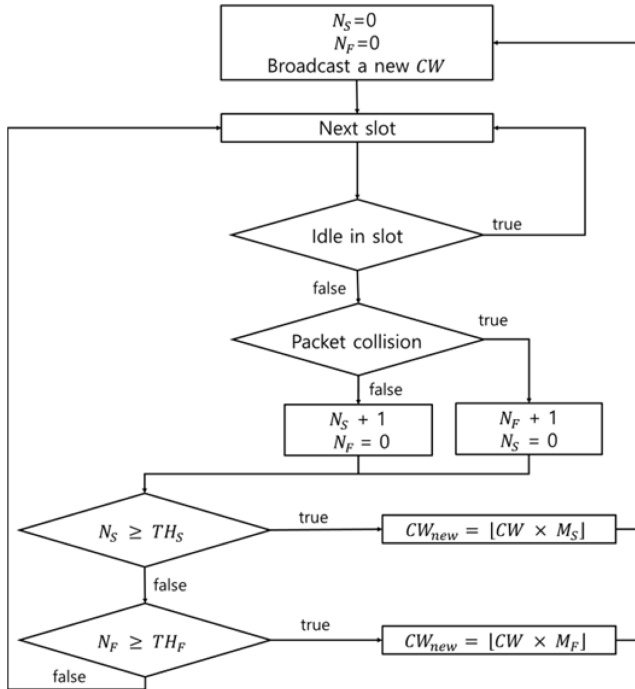 N_S=0
N_F=0
Broadcast a new CW
Next slot
Idle in slot
true
false
Packet collision
true
false
N_S + 1
N_F = 0
N_F + 1
N_S = 0
N_S ≥ TH_S
true
CW_new = ⌊CW × M_S⌋
false
N_F ≥ TH_F
true
CW_new = ⌊CW × M_F⌋
false